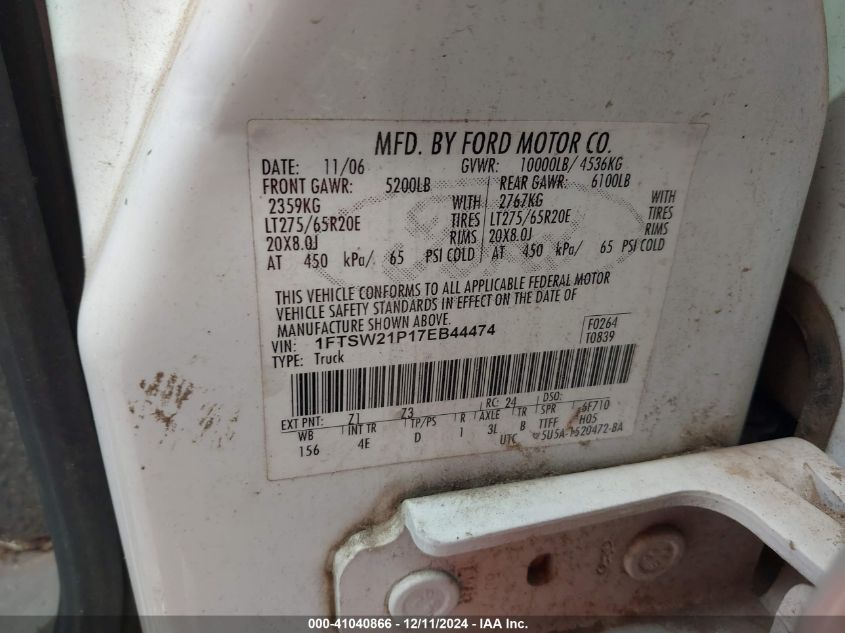 MFD. BY FORD MOTOR CO.
DATE: 11/06 GVWR: 10000LB/ 4536KG
FRONT GAWR: 5200LB REAR GAWR: 6100LB
2359KG WITH 2767KG WITH
LT275/65R20E TIRES LT275/65R20E TIRES
20X8.0J RIMS 20X8.0J RIMS
AT 450 kPa/ 65 PSI COLD AT 450 kPa/ 65 PSI COLD
THIS VEHICLE CONFORMS TO ALL APPLICABLE FEDERAL MOTOR
VEHICLE SAFETY STANDARDS IN EFFECT ON THE DATE OF
MANUFACTURE SHOWN ABOVE.
VIN: 1FTSW21P17EB44474 F0264
TYPE: Truck T0839
EXT PNT: Z1 Z3 RC: 24 DSO:
WB INT TR TP/PS R AXLE TR SPR 6F710
156 4E D 1 3L B TTFF H05
UTC 5U5A-1520472-BA
000-41040866 - 12/11/2024 - IAA Inc.